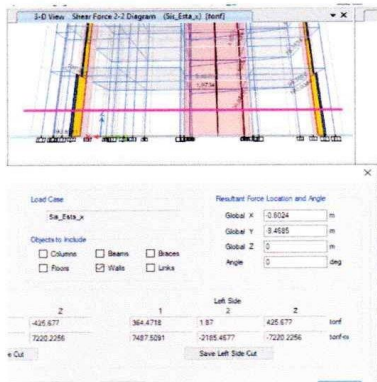 3-D View Shear Force 2-2 Diagram (Sis_Esta_x) [tonf]
Load Case
Sis_Esta_x
Resultant Force Location and Angle
Global X -0.6024 m
Global Y -9.4685 m
Global Z 0 m
Angle 0 deg
Objects to Include
Columns Beams Braces
Floors Walls Links
Left Side
Z 1 2 Z
-425.677 364.4718 1.87 425.677 tonf
7220.2256 7487.5091 -2185.4677 -7220.2256 tonf-m
e Cut Save Left Side Cut